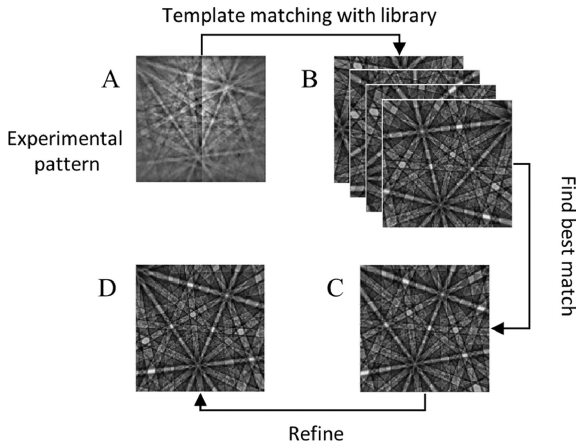 Template matching with library
A
B
Experimental
pattern
Find best match
D
C
Refine